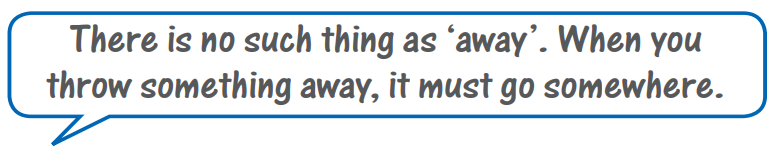 There is no such thing as ‘away’. When you
throw something away, it must go somewhere.